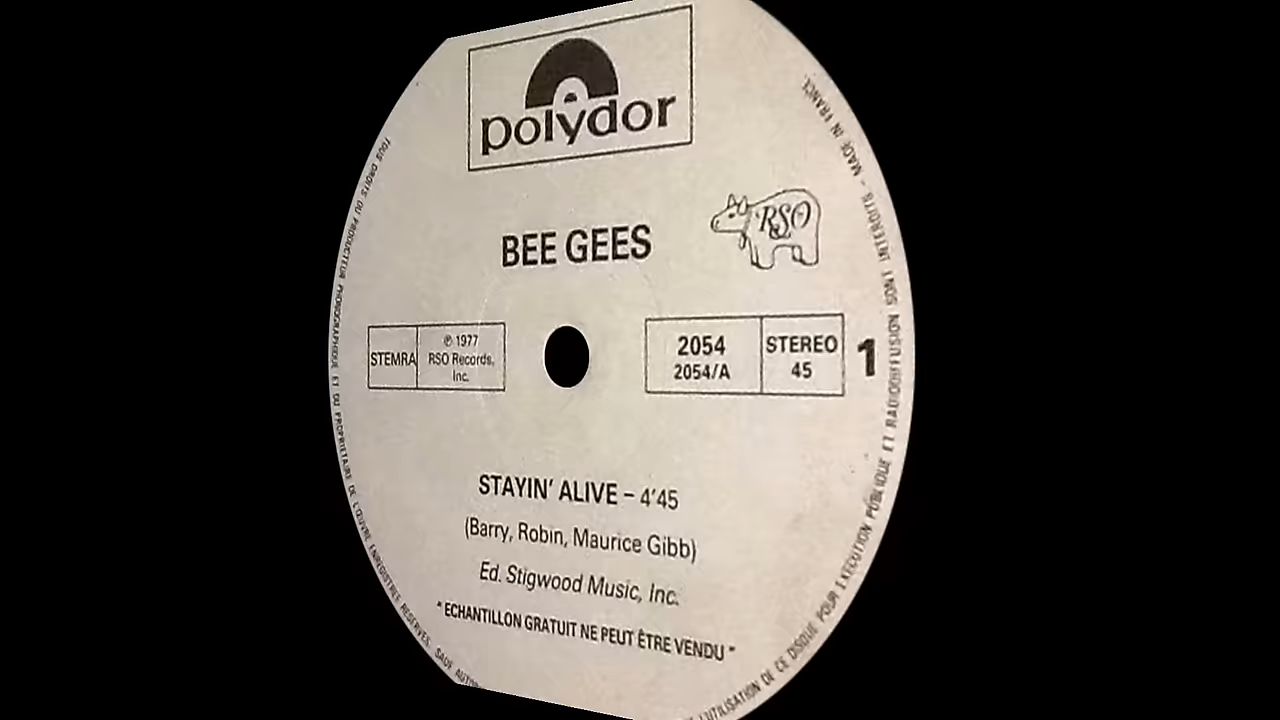 polydor
BEE GEES
RSO
STEMRA
℗ 1977
RSO Records,
Inc.
2054
2054/A
STEREO
45
1
STAYIN' ALIVE – 4'45
(Barry, Robin, Maurice Gibb)
Ed. Stigwood Music, Inc.
" ECHANTILLON GRATUIT NE PEUT ÊTRE VENDU "
TOUS DROITS DU PRODUCTEUR PHONOGRAPHIQUE ET DU PROPRIETAIRE DE L'ŒUVRE ENREGISTREE RESERVES. SAUF
L'UTILISATION DE CE DISQUE POUR EXECUTION PUBLIQUE ET RADIODIFFUSION SONT INTERDITS - MADE IN FRANCE